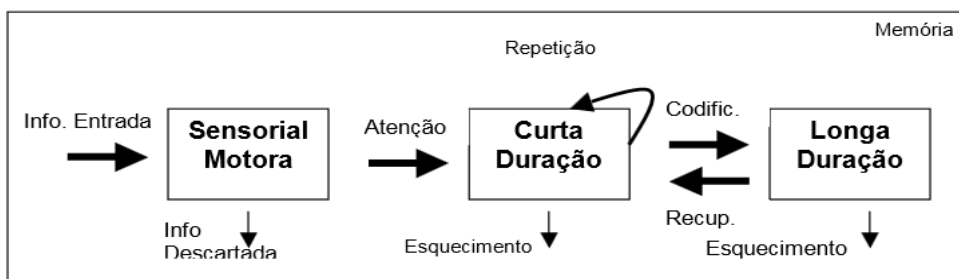 Memória
Repetição
Info. Entrada
Sensorial
Motora
Atenção
Curta
Duração
Codific.
Recup.
Longa
Duração
Info
Descartada
Esquecimento
Esquecimento